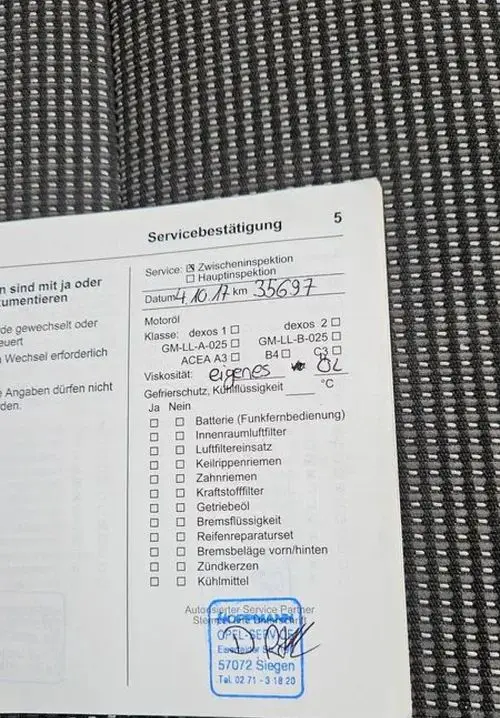 Servicebestätigung 5
n sind mit ja oder
umentieren
de gewechselt oder
euert
Wechsel erforderlich
e Angaben dürfen nicht
den.
Service: ☒ Zwischeninspektion
☐ Hauptinspektion
Datum 4.10.17 km 35697
Motoröl
Klasse: dexos 1 ☐ dexos 2 ☐
GM-LL-A-025 ☐ GM-LL-B-025 ☐
ACEA A3 ☐ B4 ☐ C3 ☐
Viskosität: eigenes ÖL
Gefrierschutz, Kühlflüssigkeit ____ °C
Ja Nein
☐ ☐ Batterie (Funkfernbedienung)
☐ ☐ Innenraumluftfilter
☐ ☐ Luftfiltereinsatz
☐ ☐ Keilrippenriemen
☐ ☐ Zahnriemen
☐ ☐ Kraftstofffilter
☐ ☐ Getriebeöl
☐ ☐ Bremsflüssigkeit
☐ ☐ Reifenreparaturset
☐ ☐ Bremsbeläge vorn/hinten
☐ ☐ Zündkerzen
☐ ☐ Kühlmittel
Autorisierter Service Partner
HOPPMANN
OPEL-SERVICE
57072 Siegen
Tel. 02 71 - 3 18 20